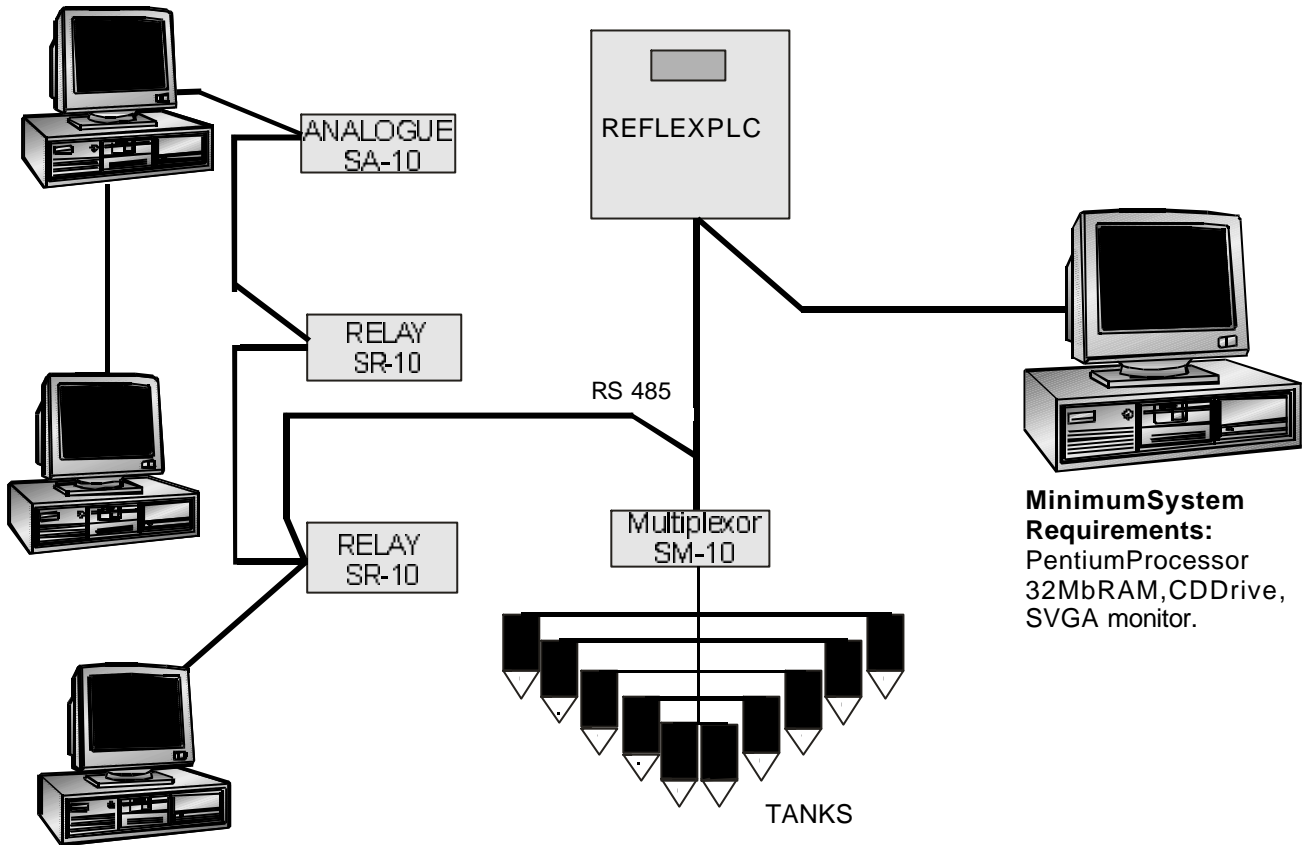 ANALOGUE
SA-10
REFLEXPLC
RELAY
SR-10
RS 485
RELAY
SR-10
Multiplexor
SM-10
MinimumSystem
Requirements:
PentiumProcessor
32MbRAM,CDDrive,
SVGA monitor.
TANKS